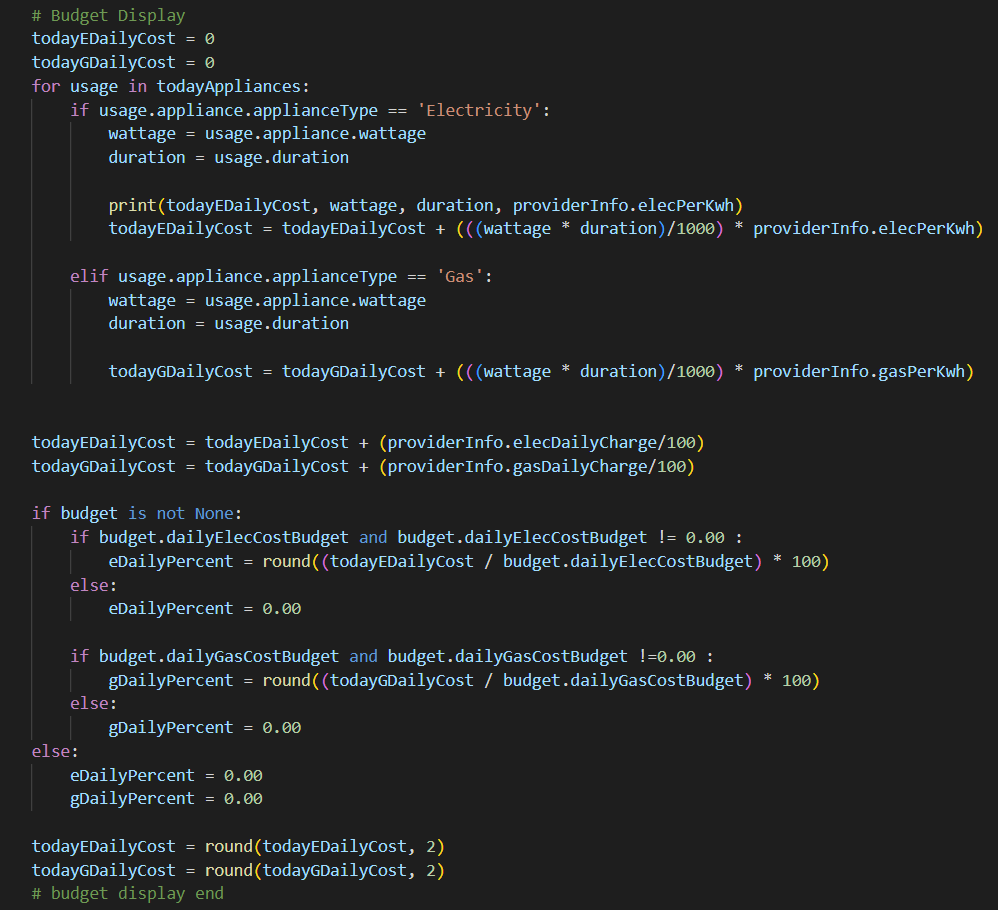 # Budget Display
todayEDailyCost = 0
todayGDailyCost = 0
for usage in todayAppliances:
    if usage.appliance.applianceType == 'Electricity':
        wattage = usage.appliance.wattage
        duration = usage.duration

        print(todayEDailyCost, wattage, duration, providerInfo.elecPerKwh)
        todayEDailyCost = todayEDailyCost + (((wattage * duration)/1000) * providerInfo.elecPerKwh)

    elif usage.appliance.applianceType == 'Gas':
        wattage = usage.appliance.wattage
        duration = usage.duration

        todayGDailyCost = todayGDailyCost + (((wattage * duration)/1000) * providerInfo.gasPerKwh)


todayEDailyCost = todayEDailyCost + (providerInfo.elecDailyCharge/100)
todayGDailyCost = todayGDailyCost + (providerInfo.gasDailyCharge/100)

if budget is not None:
    if budget.dailyElecCostBudget and budget.dailyElecCostBudget != 0.00 :
        eDailyPercent = round((todayEDailyCost / budget.dailyElecCostBudget) * 100)
    else:
        eDailyPercent = 0.00

    if budget.dailyGasCostBudget and budget.dailyGasCostBudget !=0.00 :
        gDailyPercent = round((todayGDailyCost / budget.dailyGasCostBudget) * 100)
    else:
        gDailyPercent = 0.00
else:
    eDailyPercent = 0.00
    gDailyPercent = 0.00

todayEDailyCost = round(todayEDailyCost, 2)
todayGDailyCost = round(todayGDailyCost, 2)
# budget display end